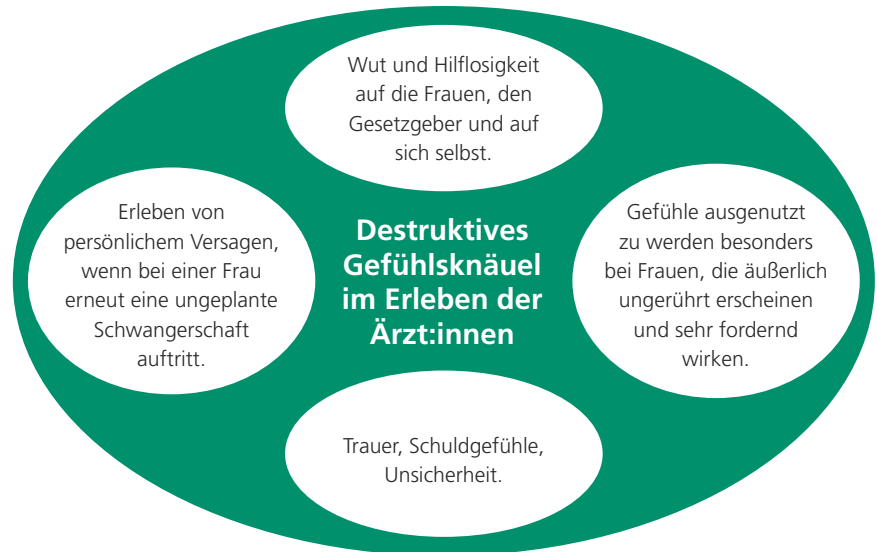 Wut und Hilflosigkeit
auf die Frauen, den
Gesetzgeber und auf
sich selbst.
Erleben von
persönlichem Versagen,
wenn bei einer Frau
erneut eine ungeplante
Schwangerschaft
auftritt.
Destruktives
Gefühlsknäuel
im Erleben der
Ärzt:innen
Gefühle ausgenutzt
zu werden besonders
bei Frauen, die äußerlich
ungerührt erscheinen
und sehr fordernd
wirken.
Trauer, Schuldgefühle,
Unsicherheit.